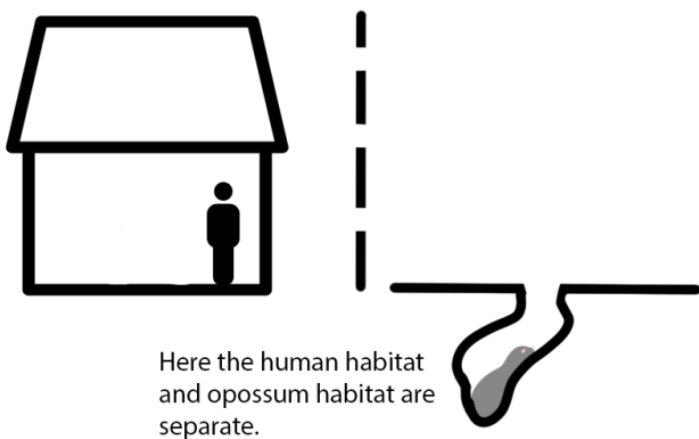 Here the human habitat
and opossum habitat are
separate.